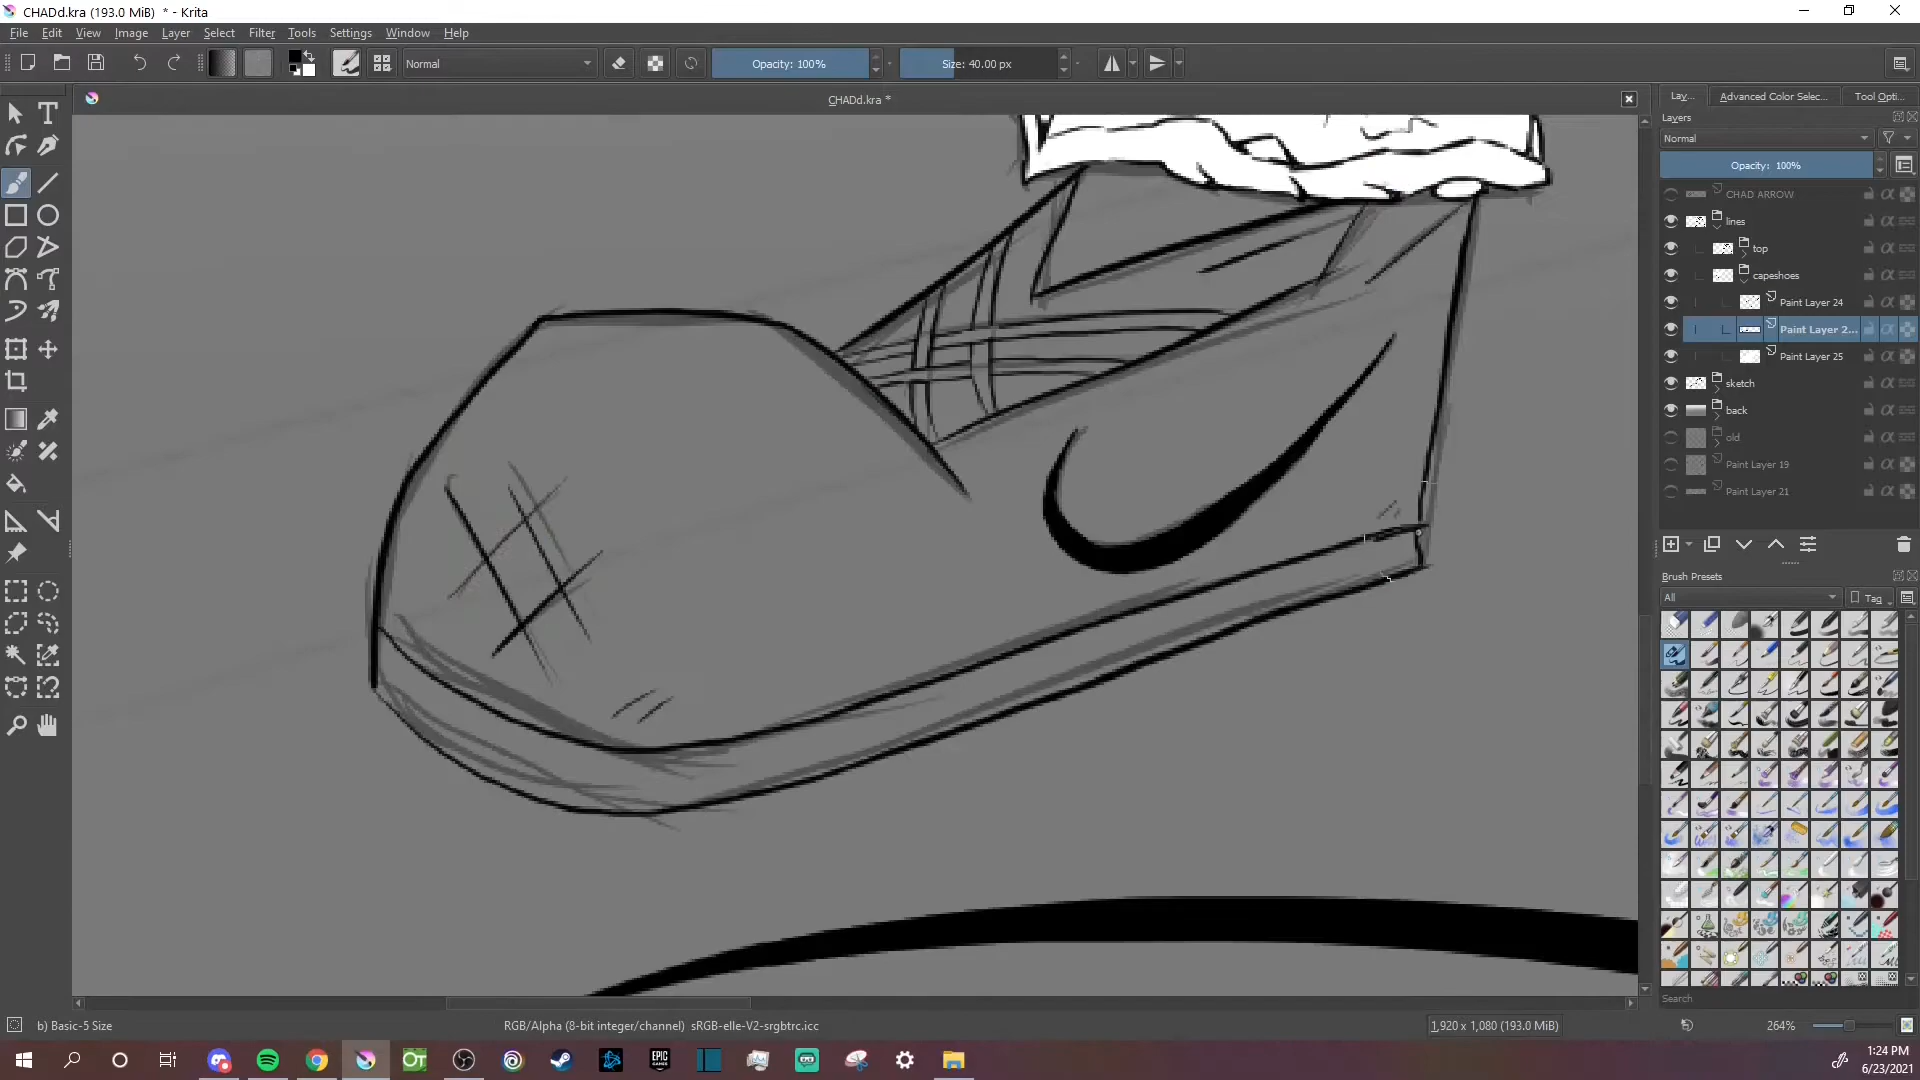 CHADd.kra (193.0 MiB) * - Krita
File Edit View Image Layer Select Filter Tools Settings Window Help
Normal
Opacity: 100%
Size: 40.00 px
CHADd.kra *
Lay... Advanced Color Selec... Tool Opti...
Layers
Normal
Opacity: 100%
CHAD ARROW
lines
top
capeshoes
Paint Layer 24
Paint Layer 2...
Paint Layer 25
sketch
back
old
Paint Layer 19
Paint Layer 21
Brush Presets
All Tag
Search
b) Basic-5 Size
RGB/Alpha (8-bit integer/channel) sRGB-elle-V2-srgbtrc.icc
1,920 x 1,080 (193.0 MiB)
264%
OT
EPIC
GAMES
1:24 PM
6/23/2021